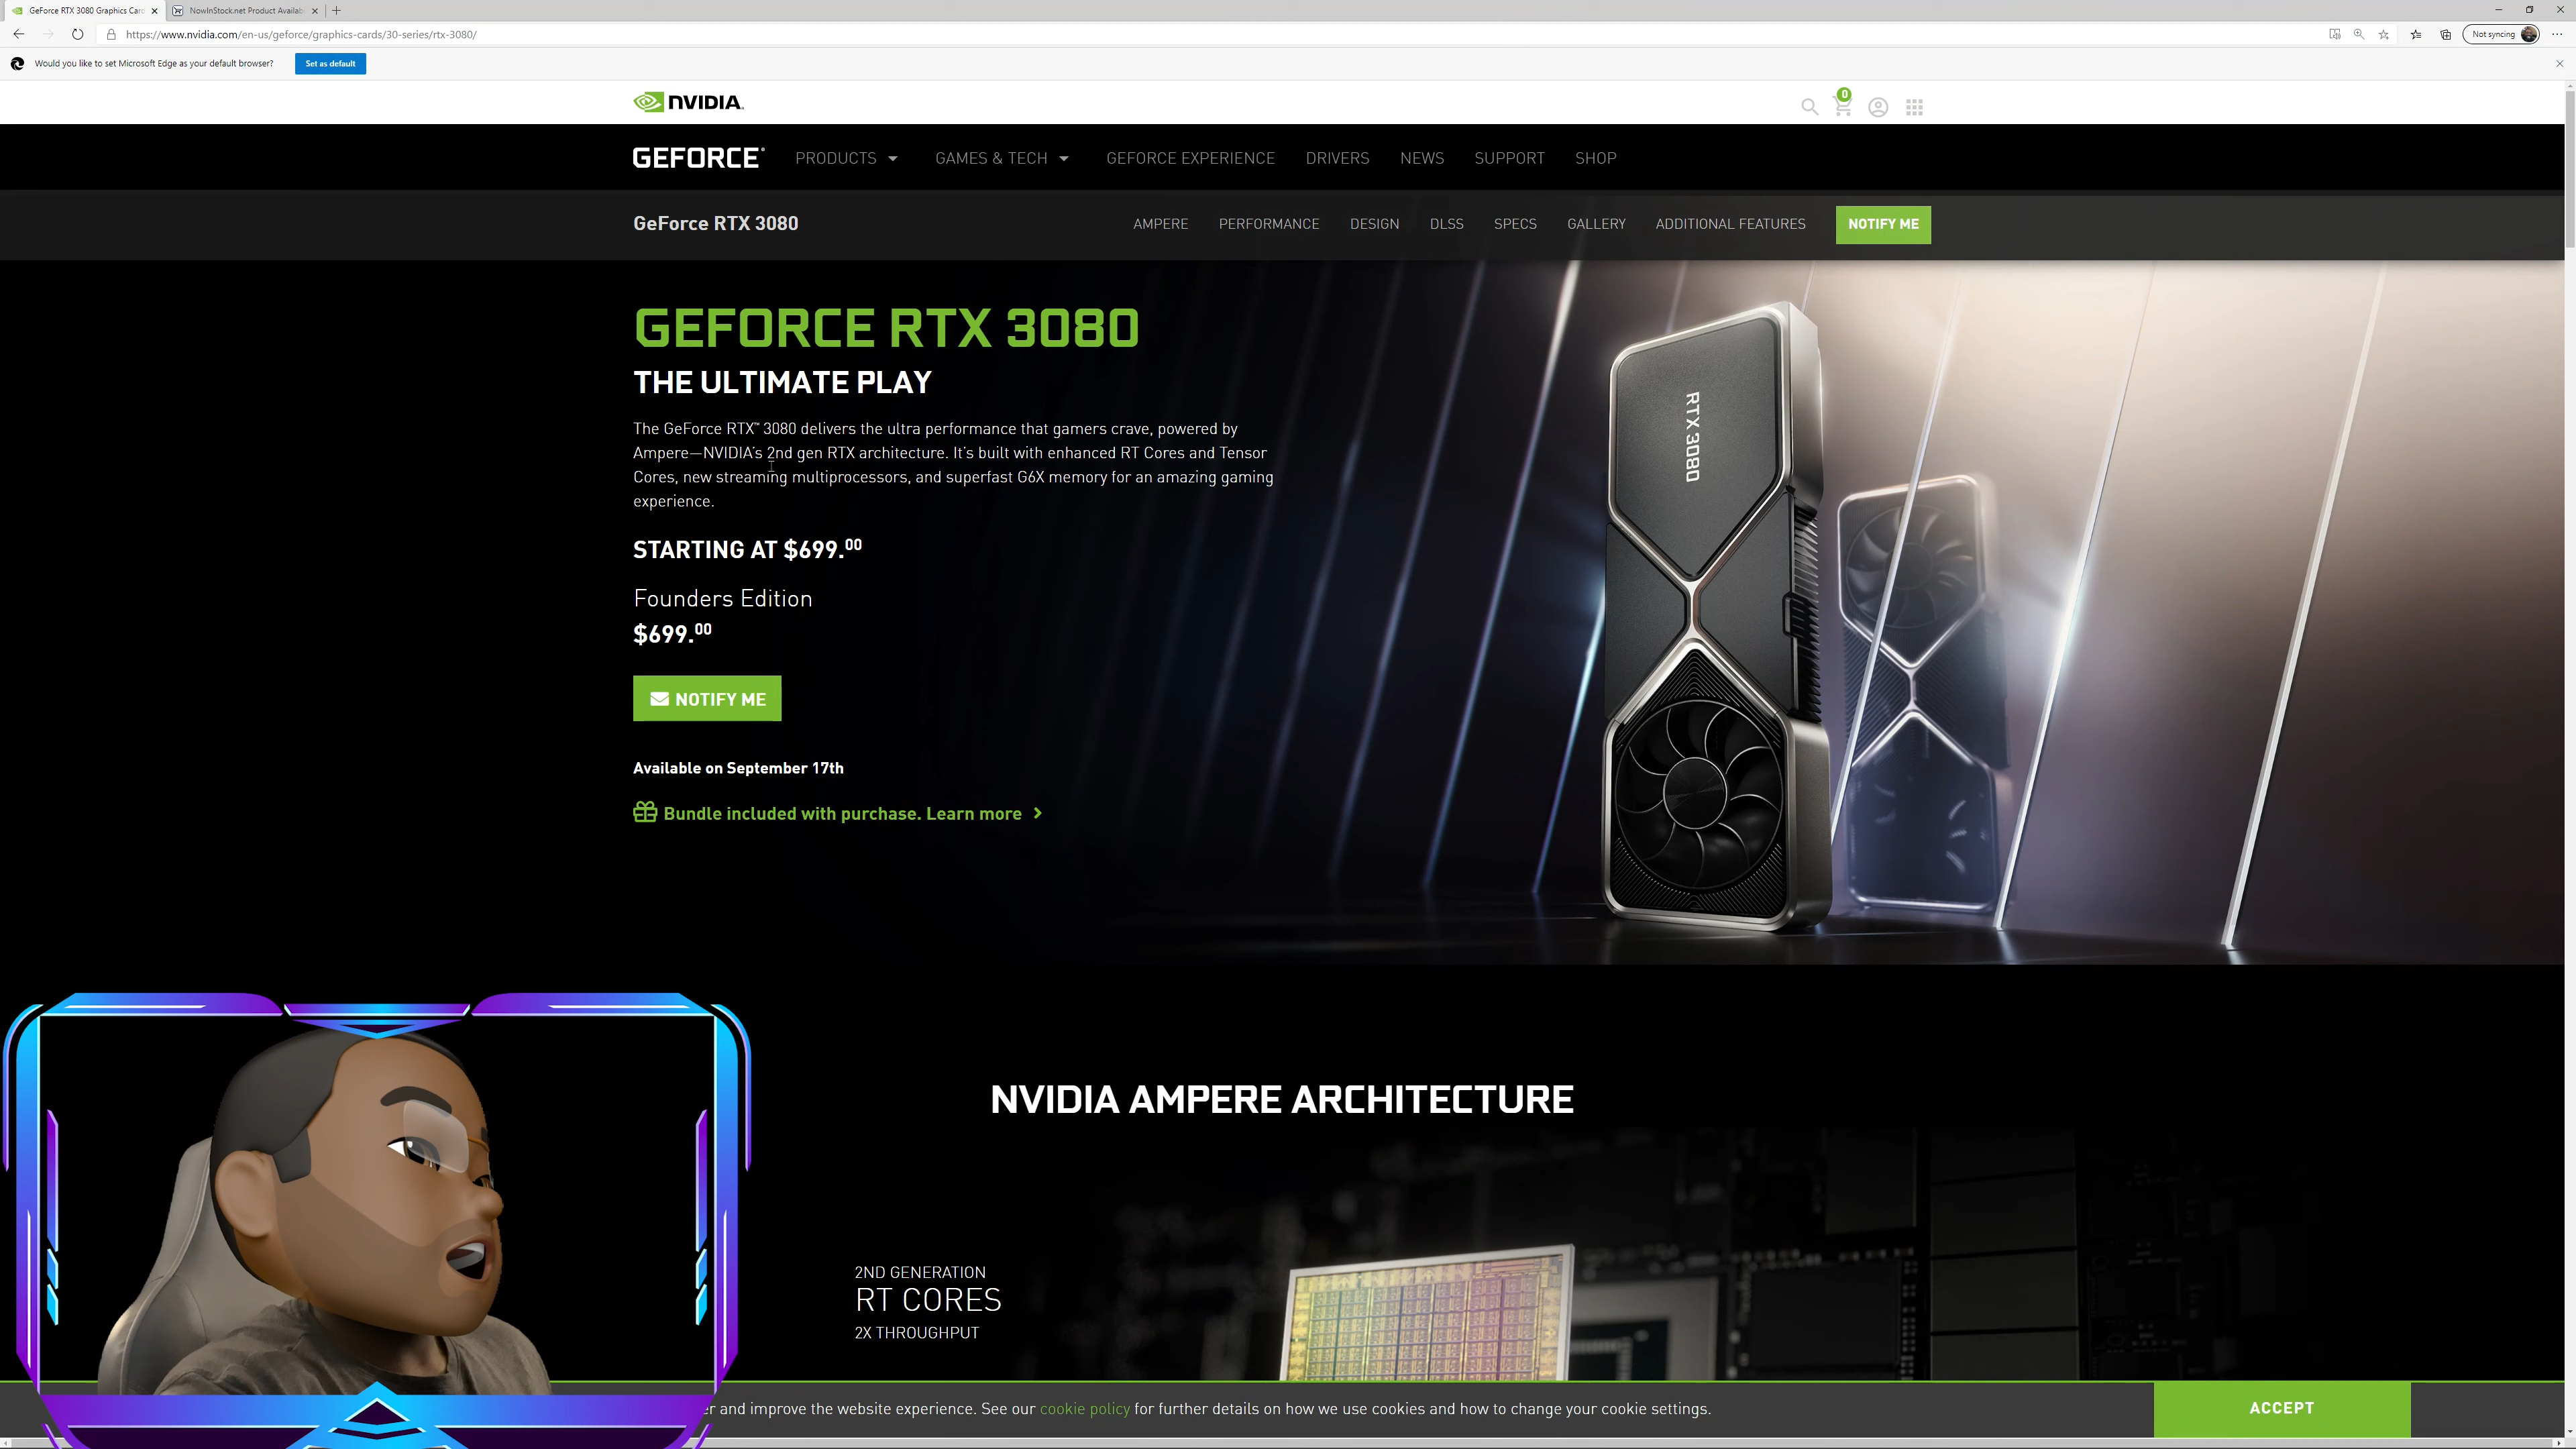 GeForce RTX 3080 Graphics Card
NowInStock.net Product Availab
https://www.nvidia.com/en-us/geforce/graphics-cards/30-series/rtx-3080/
Not syncing
Would you like to set Microsoft Edge as your default browser?
Set as default
NVIDIA.
0
GEFORCE
PRODUCTS
GAMES & TECH
GEFORCE EXPERIENCE
DRIVERS
NEWS
SUPPORT
SHOP
GeForce RTX 3080
AMPERE
PERFORMANCE
DESIGN
DLSS
SPECS
GALLERY
ADDITIONAL FEATURES
NOTIFY ME
GEFORCE RTX 3080
THE ULTIMATE PLAY
The GeForce RTX™ 3080 delivers the ultra performance that gamers crave, powered by
Ampere—NVIDIA's 2nd gen RTX architecture. It's built with enhanced RT Cores and Tensor
Cores, new streaming multiprocessors, and superfast G6X memory for an amazing gaming
experience.
STARTING AT $699.00
Founders Edition
$699.00
NOTIFY ME
Available on September 17th
Bundle included with purchase. Learn more
RTX 3080
NVIDIA AMPERE ARCHITECTURE
2ND GENERATION
RT CORES
2X THROUGHPUT
and improve the website experience. See our cookie policy for further details on how we use cookies and how to change your cookie settings.
ACCEPT